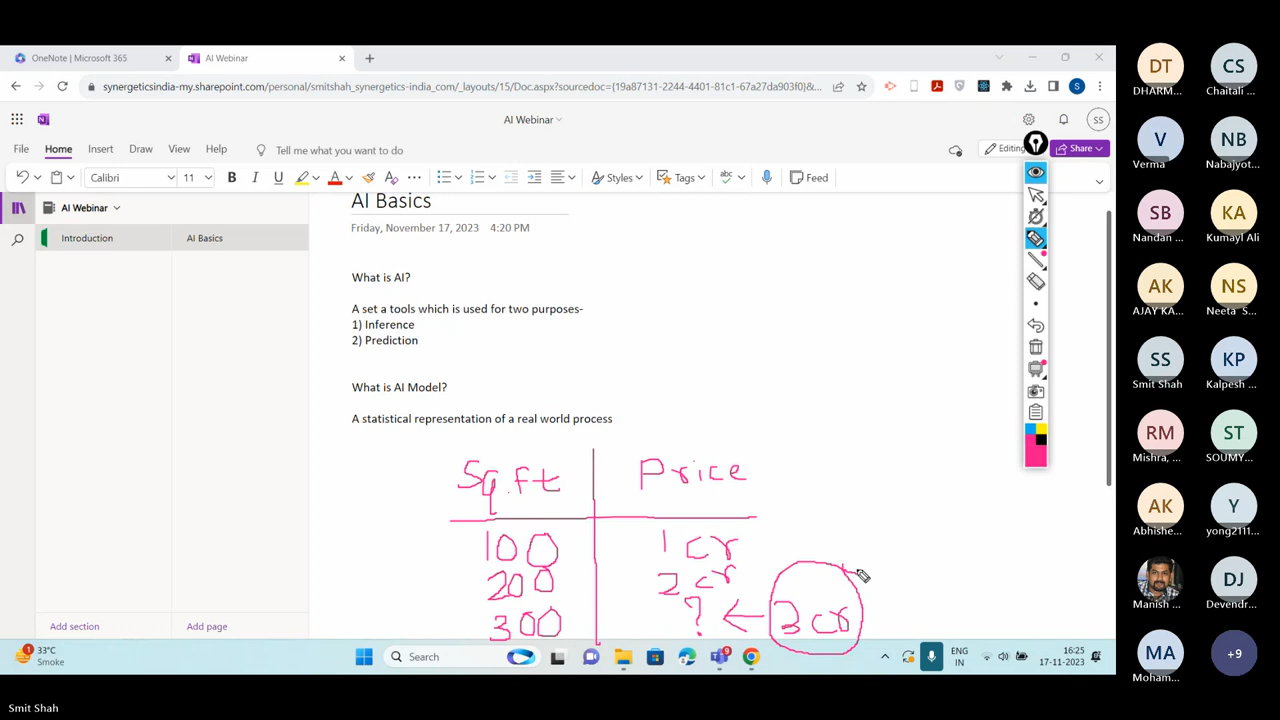 OneNote | Microsoft 365
AI Webinar
synergeticsindia-my.sharepoint.com/personal/smitshah_synergetics-india_com/_layouts/15/Doc.aspx?sourcedoc={19a87131-2244-4401-81c1-67a27da903f0}&...
S
AI Webinar
SS
File Home Insert Draw View Help Tell me what you want to do Editing Share
Calibri 11 B I U A Styles Tags abc Feed
AI Webinar
Introduction
AI Basics
AI Basics
Friday, November 17, 2023 4:20 PM
What is AI?
A set a tools which is used for two purposes-
1) Inference
2) Prediction
What is AI Model?
A statistical representation of a real world process
Sq.ft Price
100 1 cr
200 2 cr
300 ? ← 3 cr
Add section Add page
1
33°C
Smoke
Search
9
ENG
IN
16:25
17-11-2023
DT
DHARM...
CS
Chaitali ...
V
Verma
NB
Nabajyot...
SB
Nandan ...
KA
Kumayl Ali
AK
AJAY KA...
NS
Neeta S...
SS
Smit Shah
KP
Kalpesh ...
RM
Mishra, ...
ST
SOUMY...
AK
Abhishe...
Y
yong2111...
Manish ...
DJ
Devendr...
MA
Moham...
+9
Smit Shah